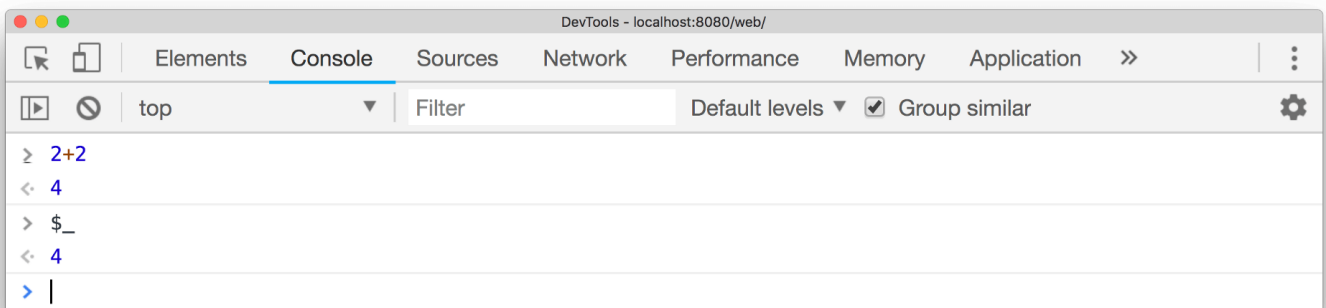 DevTools - localhost:8080/web/
Elements Console Sources Network Performance Memory Application »
top ▼ Filter Default levels ▼ Group similar
> 2+2
<· 4
> $_
<· 4
>